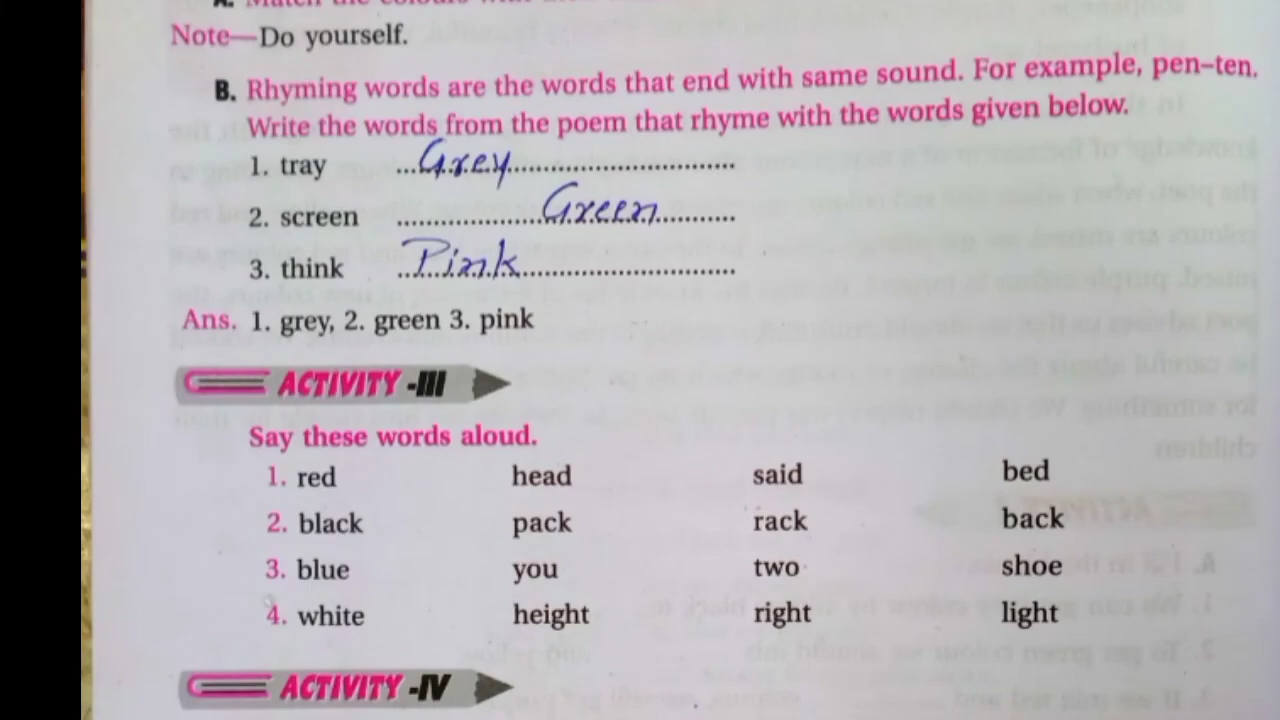 Note—Do yourself.
B. Rhyming words are the words that end with same sound. For example, pen–ten.
Write the words from the poem that rhyme with the words given below.
1. tray ...Grey...
2. screen ...Green...
3. think ...Pink...
Ans. 1. grey, 2. green 3. pink
ACTIVITY -III
Say these words aloud.
1. red head said bed
2. black pack rack back
3. blue you two shoe
4. white height right light
ACTIVITY -IV